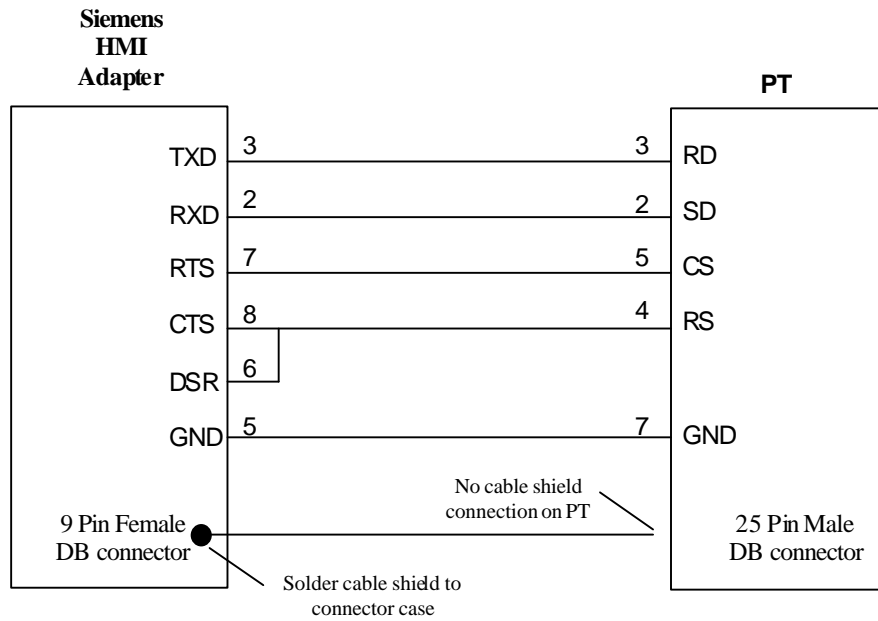 Siemens
HMI
Adapter
PT
TXD 3 3 RD
RXD 2 2 SD
RTS 7 5 CS
CTS 8 4 RS
DSR 6
GND 5 7 GND
No cable shield
connection on PT
9 Pin Female
DB connector
25 Pin Male
DB connector
Solder cable shield to
connector case